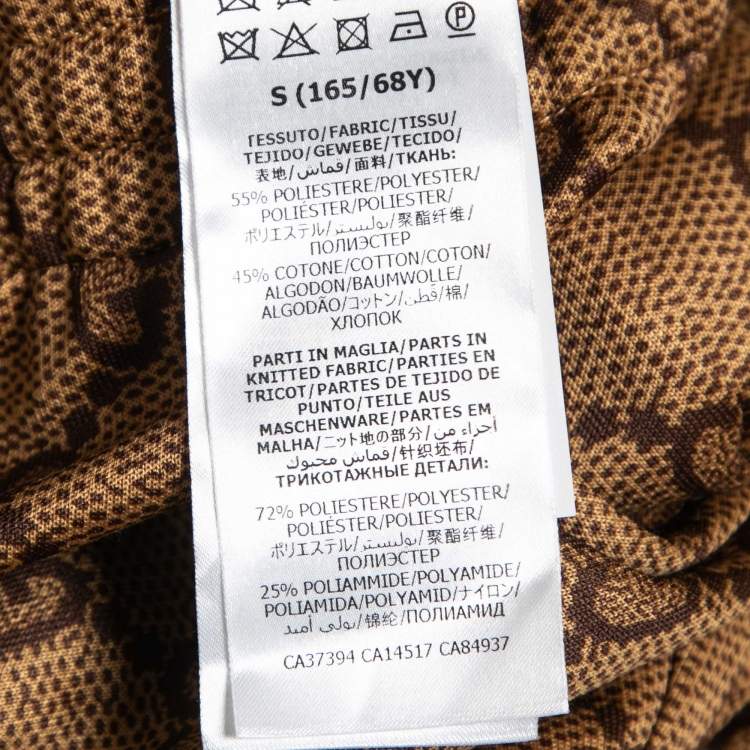 S (165/68Y)
TESSUTO/FABRIC/TISSU/
TEJIDO/GEWEBE/TECIDO/
表地/قماش/面料/ТКАНЬ:
55% POLIESTERE/POLYESTER/
POLIÉSTER/POLIESTER/
ポリエステル/بوليستر/聚酯纤维/
ПОЛИЭСТЕР
45% COTONE/COTTON/COTON/
ALGODON/BAUMWOLLE/
ALGODÃO/コットン/قطن/棉/
ХЛОПОК
PARTI IN MAGLIA/PARTS IN
KNITTED FABRIC/PARTIES EN
TRICOT/PARTES DE TEJIDO DE
PUNTO/TEILE AUS
MASCHENWARE/PARTES EM
MALHA/ニット地の部分/أجزاء من
قماش محبوك/针织坯布/
ТРИКОТАЖНЫЕ ДЕТАЛИ:
72% POLIESTERE/POLYESTER/
POLIÉSTER/POLIESTER/
ポリエステル/بوليستر/聚酯纤维/
ПОЛИЭСТЕР
25% POLIAMMIDE/POLYAMIDE/
POLIAMIDA/POLYAMID/ナイロン/
بولي أميد/锦纶/ПОЛИАМИД
CA37394 CA14517 CA84937